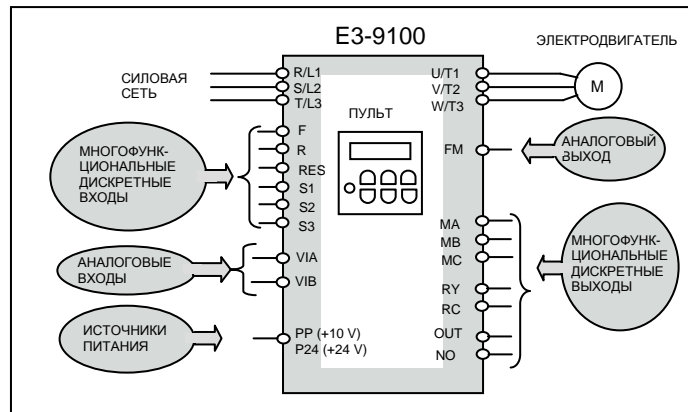 E3-9100
ЭЛЕКТРОДВИГАТЕЛЬ
СИЛОВАЯ
СЕТЬ
R/L1
S/L2
T/L3
U/T1
V/T2
W/T3
M
ПУЛЬТ
МНОГОФУНК-
ЦИОНАЛЬНЫЕ
ДИСКРЕТНЫЕ
ВХОДЫ
F
R
RES
S1
S2
S3
FM
АНАЛОГОВЫЙ
ВЫХОД
АНАЛОГОВЫЕ
ВХОДЫ
VIA
VIB
MA
MB
MC
RY
RC
OUT
NO
МНОГОФУНК-
ЦИОНАЛЬНЫЕ
ДИСКРЕТНЫЕ
ВЫХОДЫ
ИСТОЧНИКИ
ПИТАНИЯ
PP (+10 V)
P24 (+24 V)